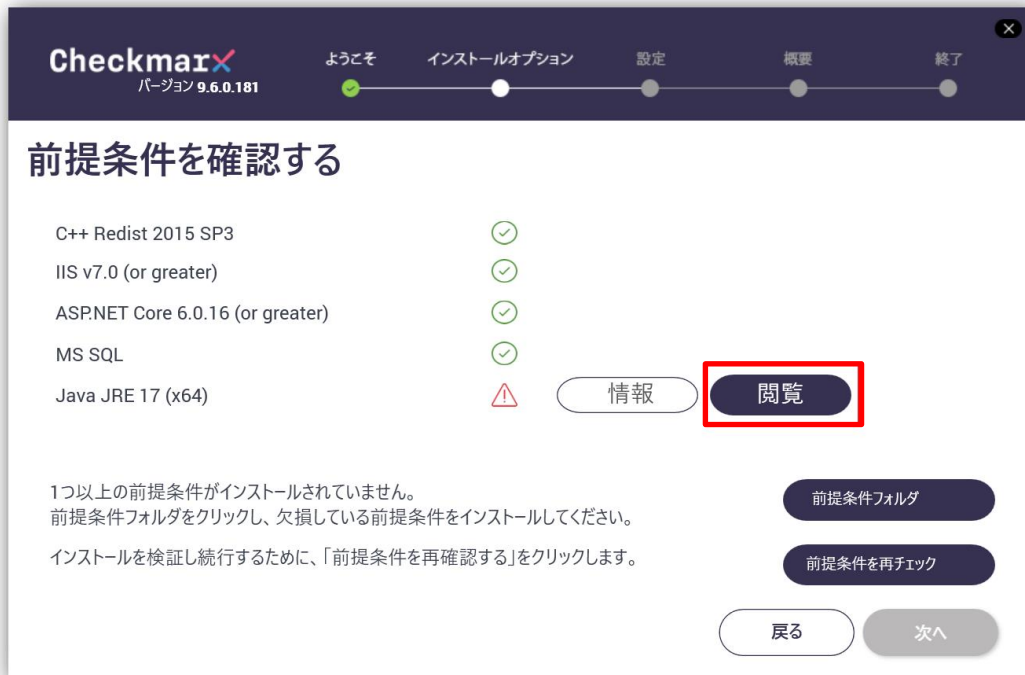 Checkmarx
バージョン 9.6.0.181
ようこそ
インストールオプション
設定
概要
終了
前提条件を確認する
C++ Redist 2015 SP3
IIS v7.0 (or greater)
ASP.NET Core 6.0.16 (or greater)
MS SQL
Java JRE 17 (x64)
情報
閲覧
1つ以上の前提条件がインストールされていません。
前提条件フォルダをクリックし、欠損している前提条件をインストールしてください。
前提条件フォルダ
インストールを検証し続行するために、「前提条件を再確認する」をクリックします。
前提条件を再チェック
戻る
次へ